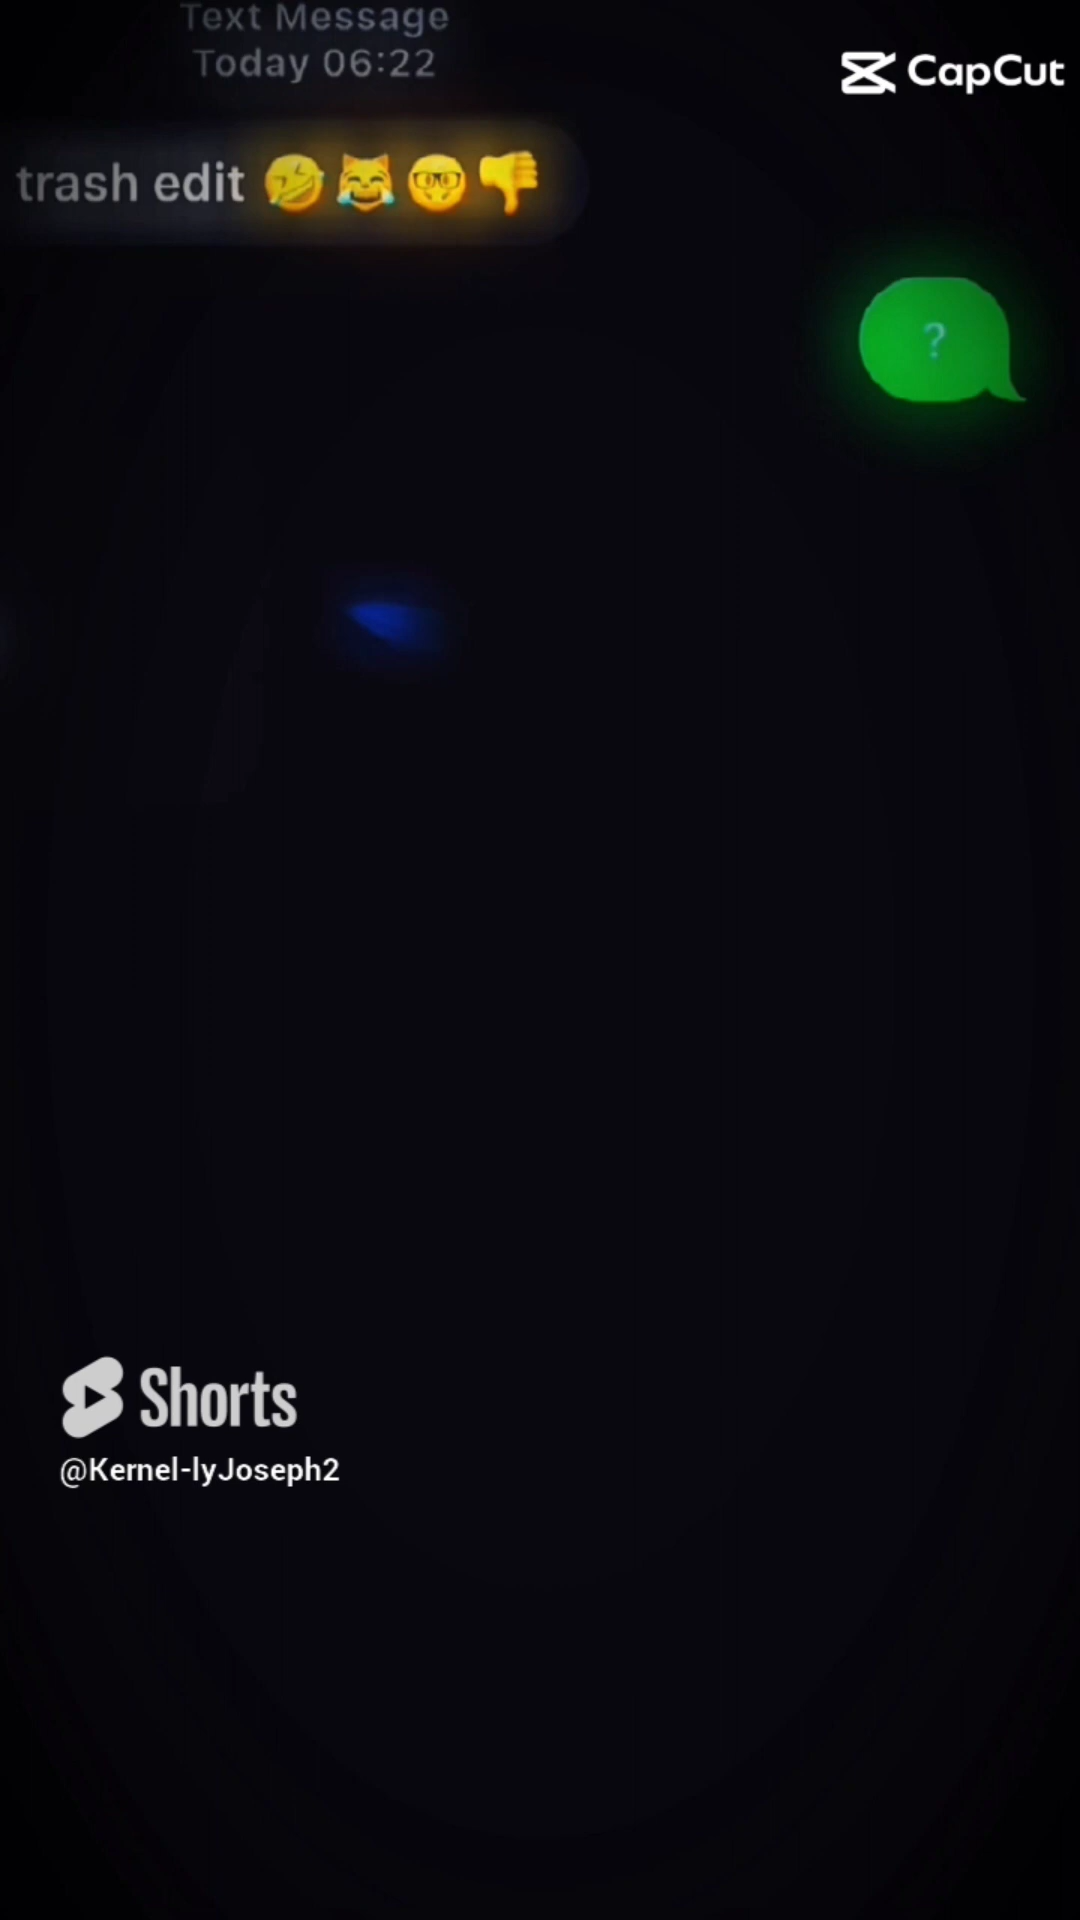 Text Message
Today 06:22
CapCut
trash edit 🤣😹🤓👎
?
Shorts
@Kernel-lyJoseph2